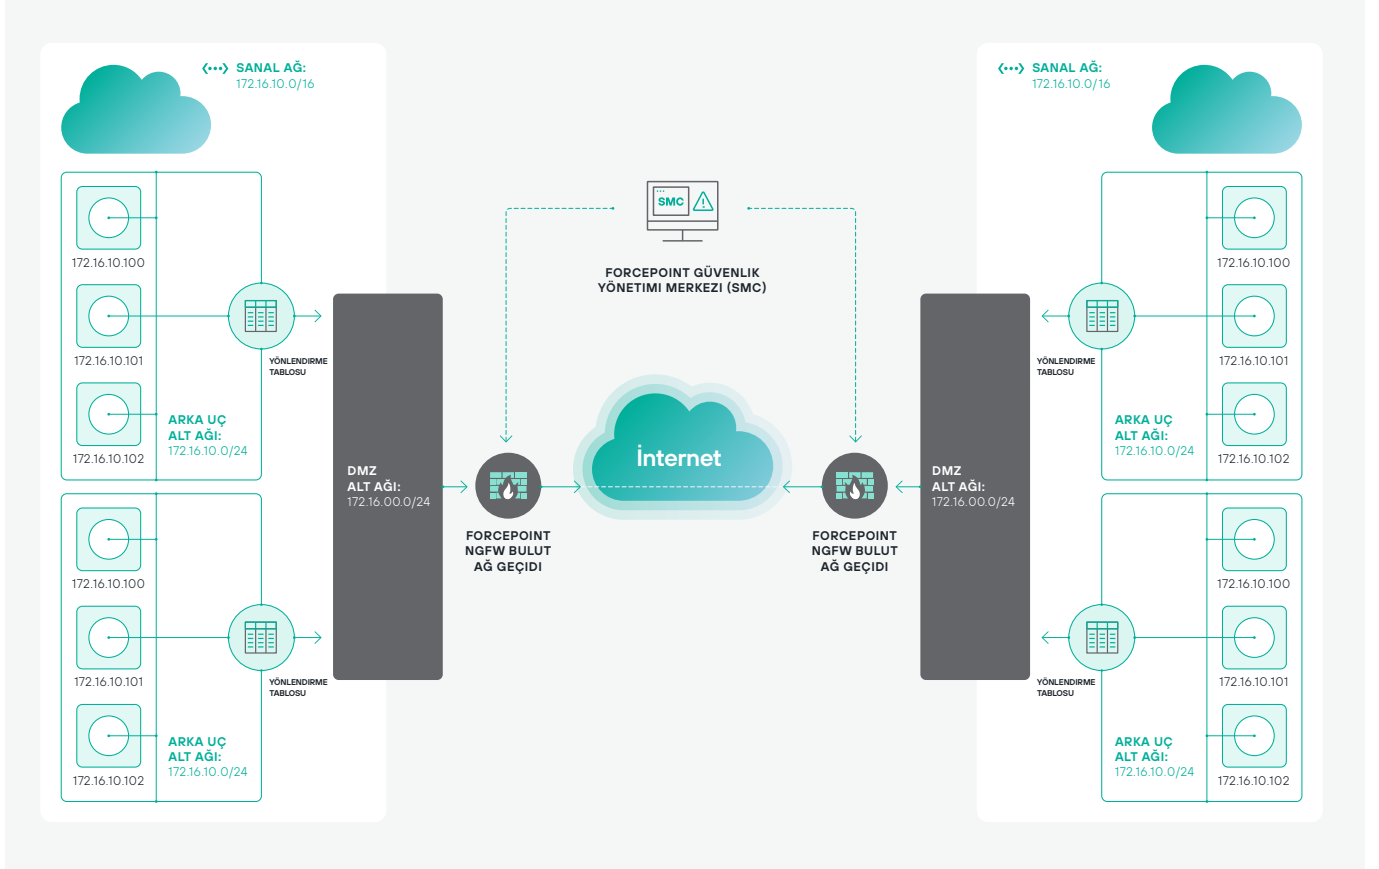 SANAL AĞ:
172.16.10.0/16
172.16.10.100
172.16.10.101
172.16.10.102
YÖNLENDIRME
TABLOSU
ARKA UÇ
ALT AĞI:
172.16.10.0/24
172.16.10.100
172.16.10.101
172.16.10.102
YÖNLENDIRME
TABLOSU
ARKA UÇ
ALT AĞI:
172.16.10.0/24
DMZ
ALT AĞI:
172.16.00.0/24
FORCEPOINT
NGFW BULUT
AĞ GEÇIDI
SMC
FORCEPOINT GÜVENLIK
YÖNETIMI MERKEZI (SMC)
İnternet
FORCEPOINT
NGFW BULUT
AĞ GEÇIDI
DMZ
ALT AĞI:
172.16.00.0/24
SANAL AĞ:
172.16.10.0/16
172.16.10.100
172.16.10.101
172.16.10.102
YÖNLENDIRME
TABLOSU
ARKA UÇ
ALT AĞI:
172.16.10.0/24
172.16.10.100
172.16.10.101
172.16.10.102
YÖNLENDIRME
TABLOSU
ARKA UÇ
ALT AĞI:
172.16.10.0/24